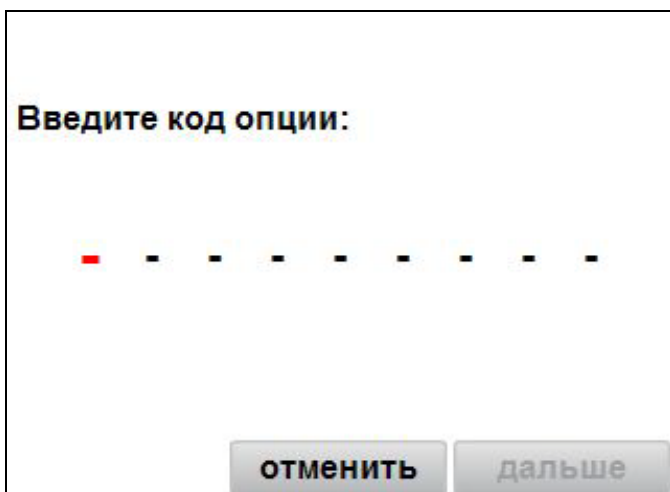 Введите код опции:
- - - - - - - - -
отменить дальше